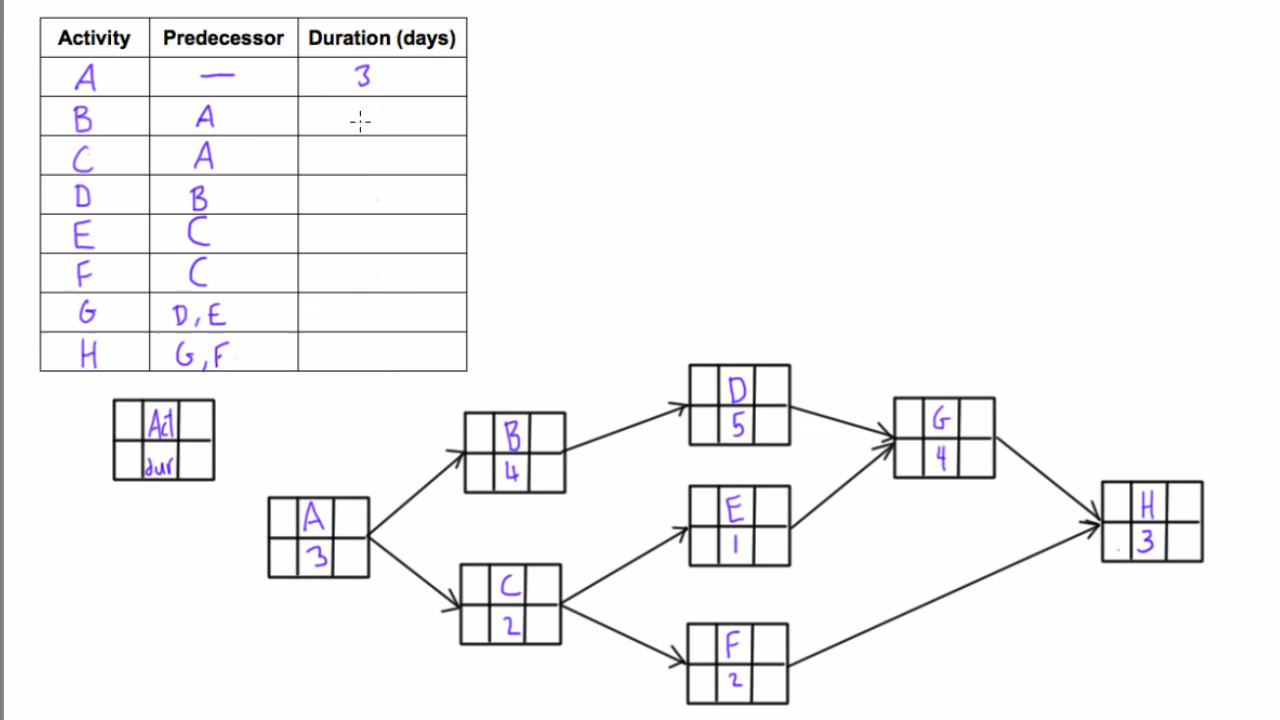 Activity Predecessor Duration (days)
A — 3
B A
C A
D B
E C
F C
G D, E
H G, F
Act
dur
A
3
B
4
C
2
D
5
E
1
F
2
G
4
H
3